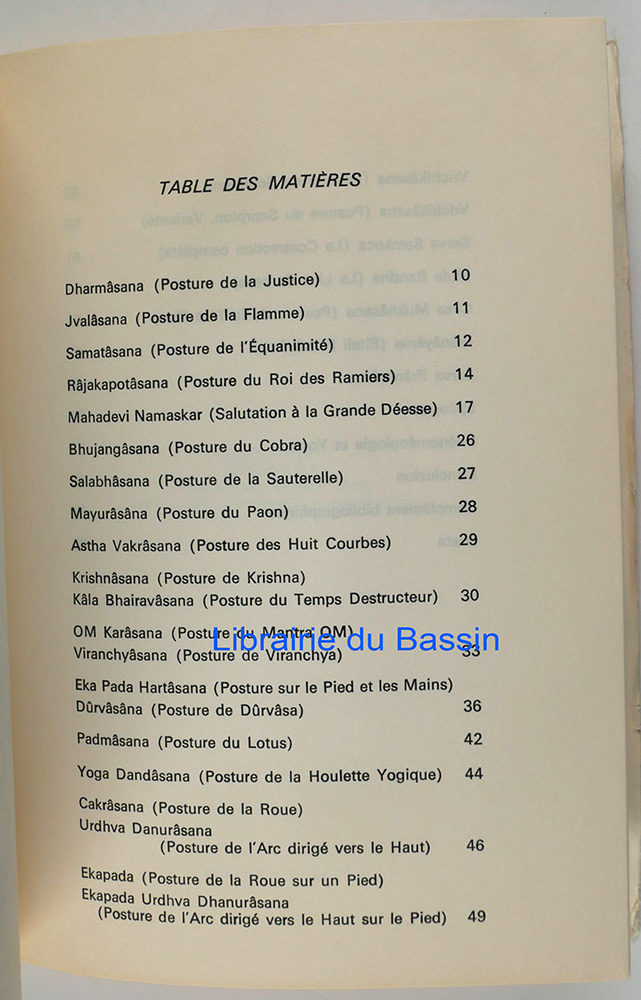 TABLE DES MATIÈRES
Dharmâsana (Posture de la Justice) 10
Jvalâsana (Posture de la Flamme) 11
Samatâsana (Posture de l'Équanimité) 12
Râjakapotâsana (Posture du Roi des Ramiers) 14
Mahadevi Namaskar (Salutation à la Grande Déesse) 17
Bhujangâsana (Posture du Cobra) 26
Salabhâsana (Posture de la Sauterelle) 27
Mayurâsâna (Posture du Paon) 28
Astha Vakrâsana (Posture des Huit Courbes) 29
Krishnâsana (Posture de Krishna)
Kâla Bhairavâsana (Posture du Temps Destructeur) 30
OM Karâsana (Posture du Mantra OM)
Librairie du Bassin
Viranchyâsana (Posture de Viranchya) 33
Eka Pada Hartâsana (Posture sur le Pied et les Mains)
Dûrvâsâna (Posture de Dûrvâsa) 36
Padmâsana (Posture du Lotus) 42
Yoga Dandâsana (Posture de la Houlette Yogique) 44
Cakrâsana (Posture de la Roue)
Urdhva Danurâsana
(Posture de l'Arc dirigé vers le Haut) 46
Ekapada (Posture de la Roue sur un Pied)
Ekapada Urdhva Dhanurâsana
(Posture de l'Arc dirigé vers le Haut sur le Pied) 49